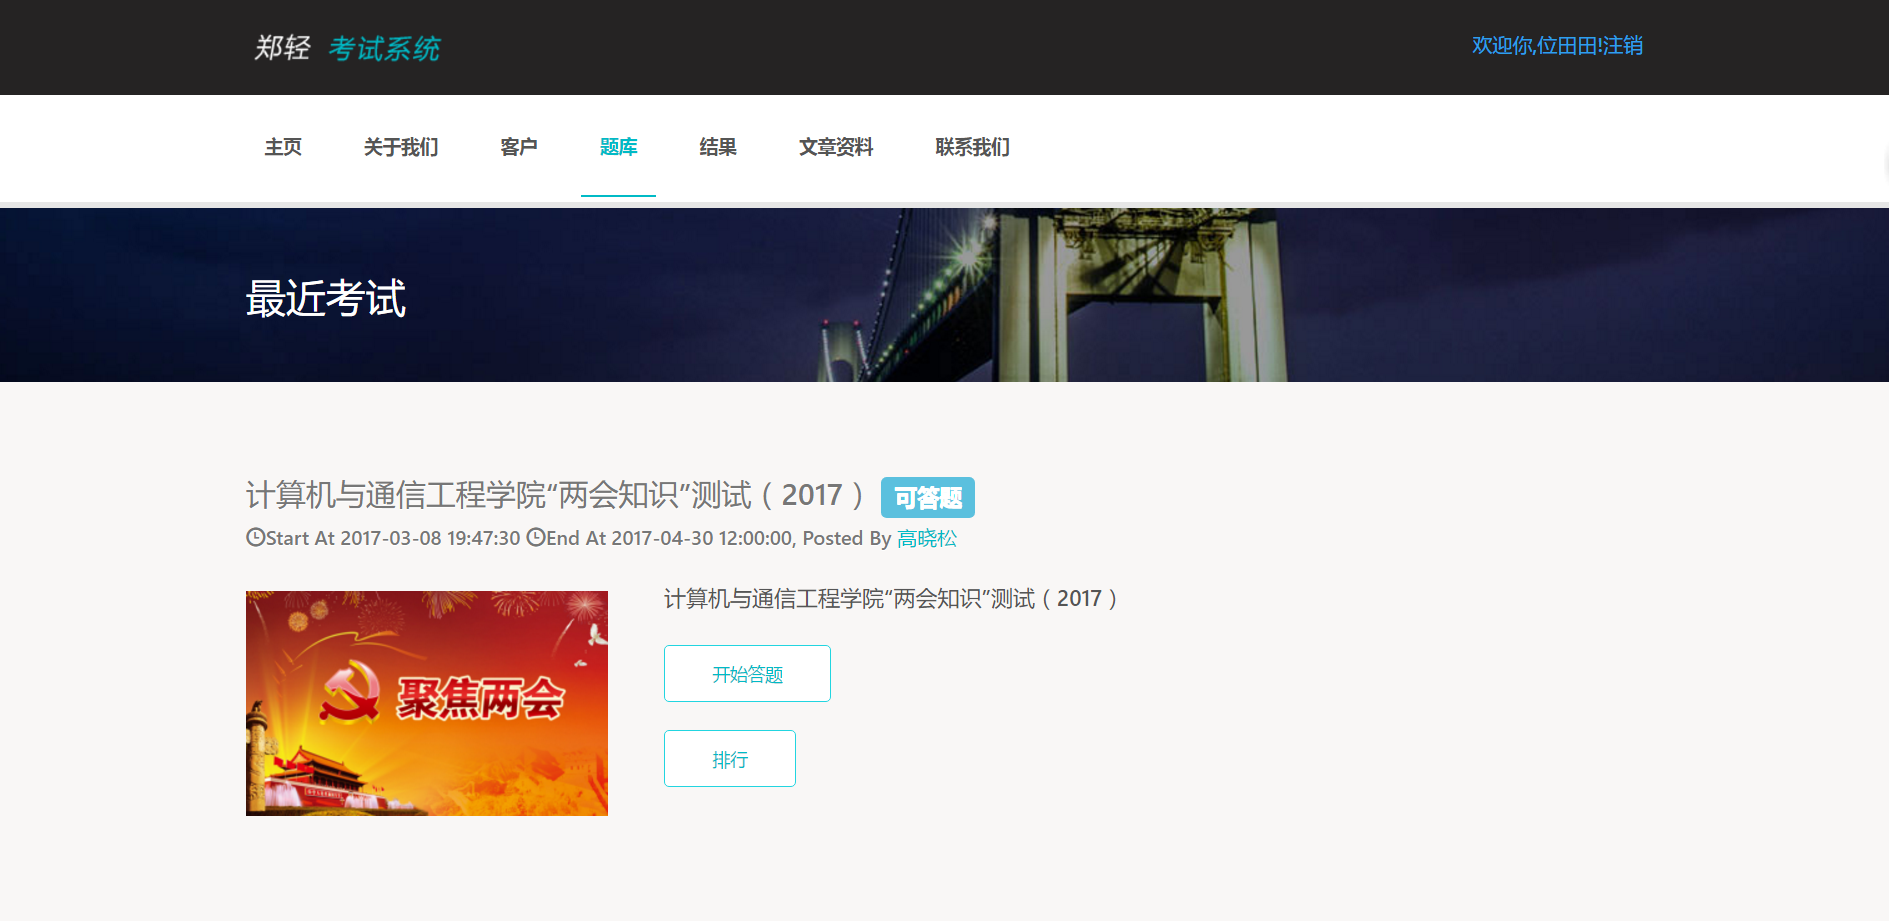 郑轻 考试系统
欢迎你,位田田!注销
主页 关于我们 客户 题库 结果 文章资料 联系我们
最近考试
计算机与通信工程学院“两会知识”测试（2017） 可答题
Start At 2017-03-08 19:47:30 End At 2017-04-30 12:00:00, Posted By 高晓松
聚焦两会
计算机与通信工程学院“两会知识”测试（2017）
开始答题
排行